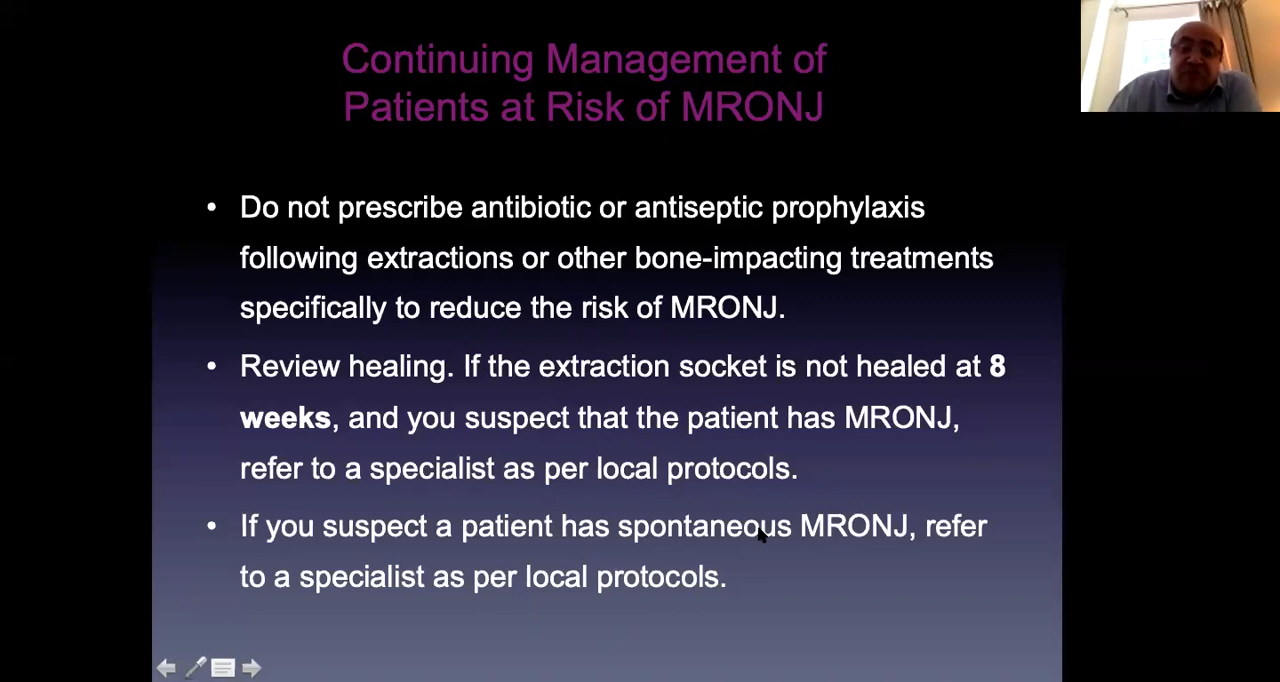 Continuing Management of
Patients at Risk of MRONJ
• Do not prescribe antibiotic or antiseptic prophylaxis
following extractions or other bone-impacting treatments
specifically to reduce the risk of MRONJ.
• Review healing. If the extraction socket is not healed at 8
weeks, and you suspect that the patient has MRONJ,
refer to a specialist as per local protocols.
• If you suspect a patient has spontaneous MRONJ, refer
to a specialist as per local protocols.